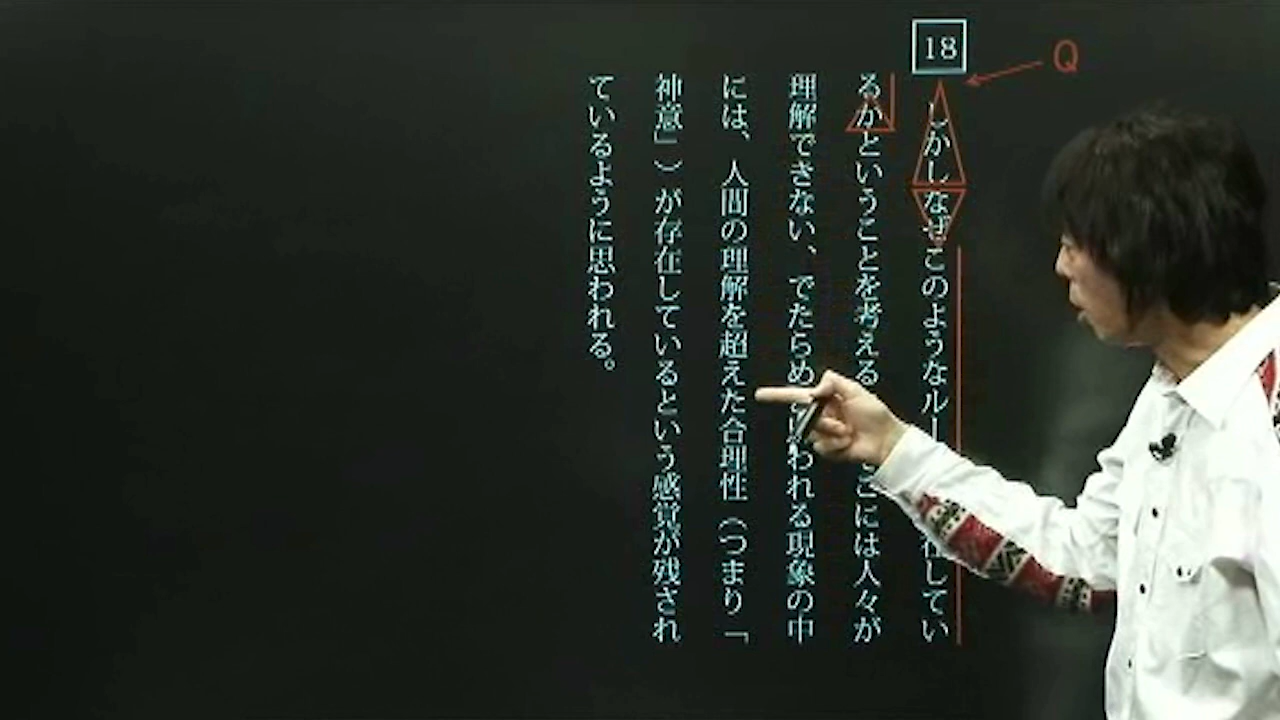 18
Q
しかしなぜこのようなルー在してい
るかということを考えるこには人々が
理解できない、でたらめと思われる現象の中
には、人間の理解を超えた合理性（つまり「
神意」）が存在しているという感覚が残され
ているように思われる。